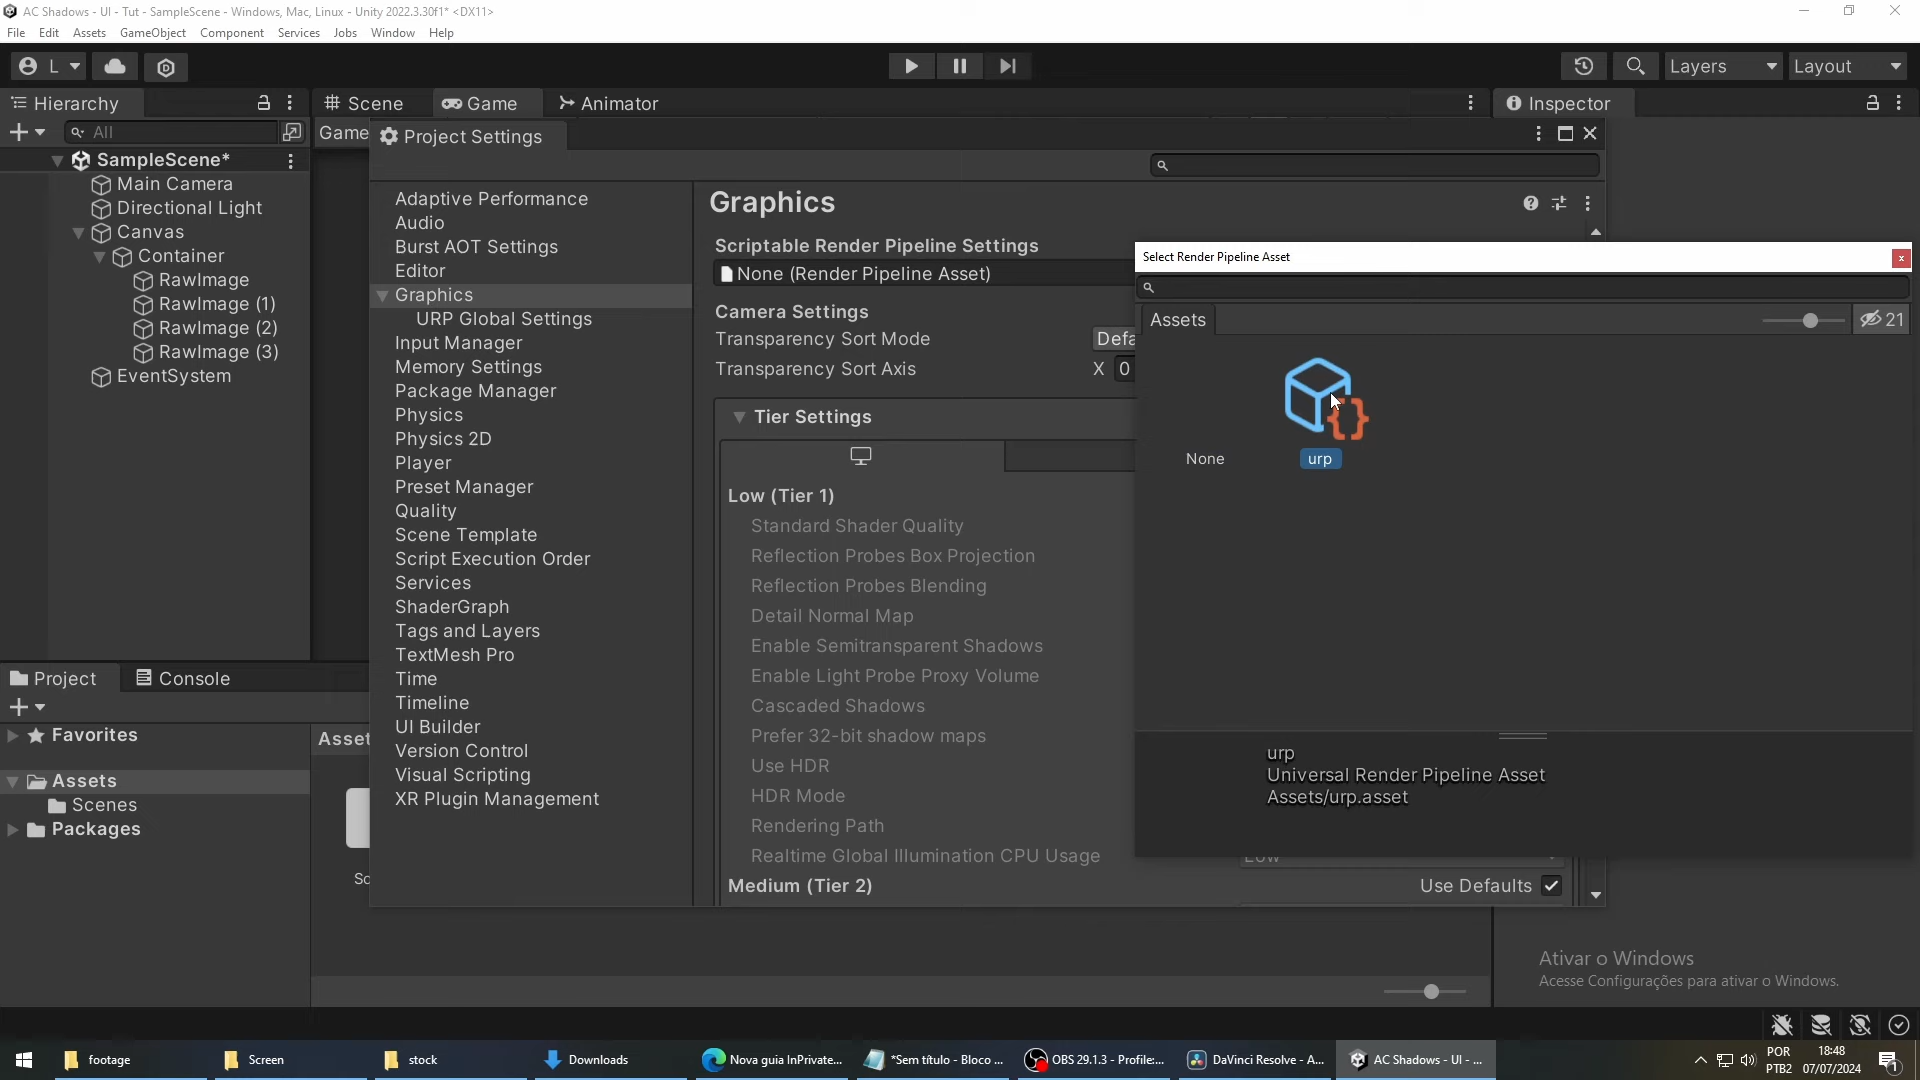 AC Shadows - UI - Tut - SampleScene - Windows, Mac, Linux - Unity 2022.3.30f1* <DX11>
File Edit Assets GameObject Component Services Jobs Window Help
L Layers Layout
Hierarchy Scene Game Animator Inspector
All Game Project Settings
SampleScene*
Main Camera
Directional Light
Canvas
Container
RawImage
RawImage (1)
RawImage (2)
RawImage (3)
EventSystem
Adaptive Performance
Audio
Burst AOT Settings
Editor
Graphics
URP Global Settings
Input Manager
Memory Settings
Package Manager
Physics
Physics 2D
Player
Preset Manager
Quality
Scene Template
Script Execution Order
Services
ShaderGraph
Tags and Layers
TextMesh Pro
Time
Timeline
UI Builder
Version Control
Visual Scripting
XR Plugin Management
Graphics
Scriptable Render Pipeline Settings
None (Render Pipeline Asset)
Camera Settings
Transparency Sort Mode Defa
Transparency Sort Axis X 0
Tier Settings
Low (Tier 1)
Standard Shader Quality
Reflection Probes Box Projection
Reflection Probes Blending
Detail Normal Map
Enable Semitransparent Shadows
Enable Light Probe Proxy Volume
Cascaded Shadows
Prefer 32-bit shadow maps
Use HDR
HDR Mode
Rendering Path
Realtime Global Illumination CPU Usage Low
Medium (Tier 2) Use Defaults
Select Render Pipeline Asset
Assets 21
None urp
urp
Universal Render Pipeline Asset
Assets/urp.asset
Project Console
Favorites
Assets
Scenes
Packages
Asset
Sc
Ativar o Windows
Acesse Configurações para ativar o Windows.
footage Screen stock Downloads Nova guia InPrivate... *Sem título - Bloco ... OBS 29.1.3 - Profile:... DaVinci Resolve - A... AC Shadows - UI - ...
POR
PTB2
18:48
07/07/2024
1